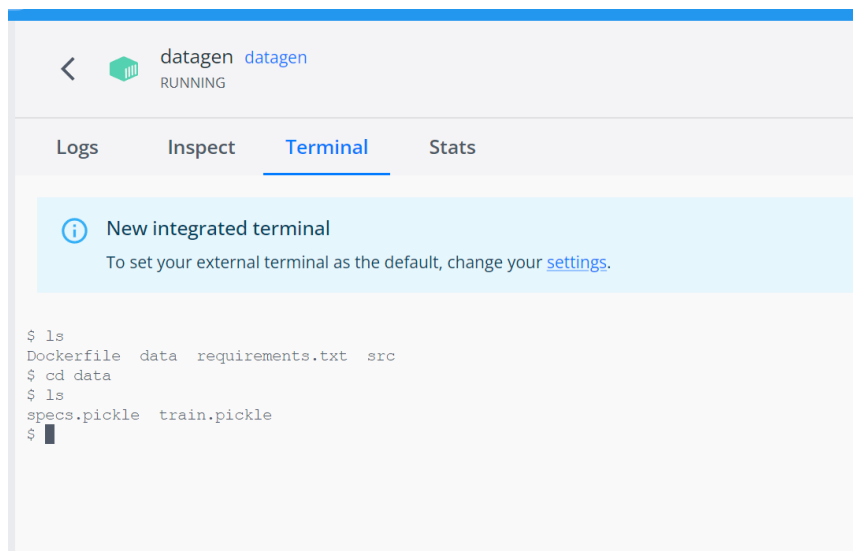 datagen datagen
RUNNING
Logs Inspect Terminal Stats
New integrated terminal
To set your external terminal as the default, change your settings.
$ ls
Dockerfile  data  requirements.txt  src
$ cd data
$ ls
specs.pickle  train.pickle
$